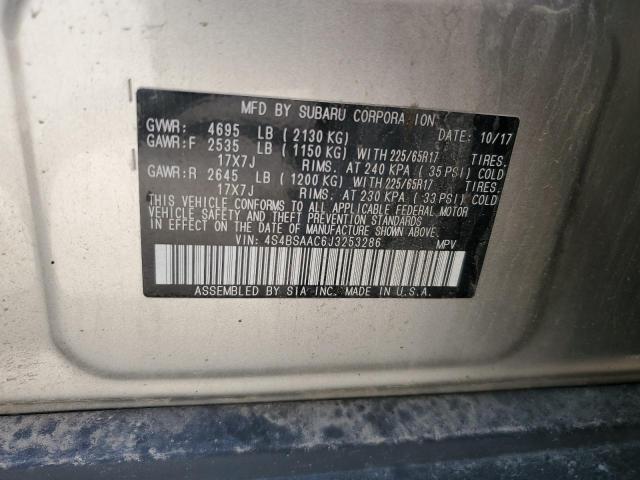 MFD BY SUBARU CORPORATION
GVWR: 4695 LB ( 2130 KG) DATE: 10/17
GAWR:F 2535 LB ( 1150 KG) WITH 225/65R17 TIRES.
17X7J RIMS. AT 240 KPA ( 35 PSI) COLD
GAWR:R 2645 LB ( 1200 KG) WITH 225/65R17 TIRES.
17X7J RIMS. AT 230 KPA ( 33 PSI) COLD
THIS VEHICLE CONFORMS TO ALL APPLICABLE FEDERAL MOTOR
VEHICLE SAFETY AND THEFT PREVENTION STANDARDS
IN EFFECT ON THE DATE OF MANUFACTURE SHOWN ABOVE.
VIN: 4S4BSAAC6J3253286 MPV
ASSEMBLED BY SIA INC. MADE IN U.S.A.